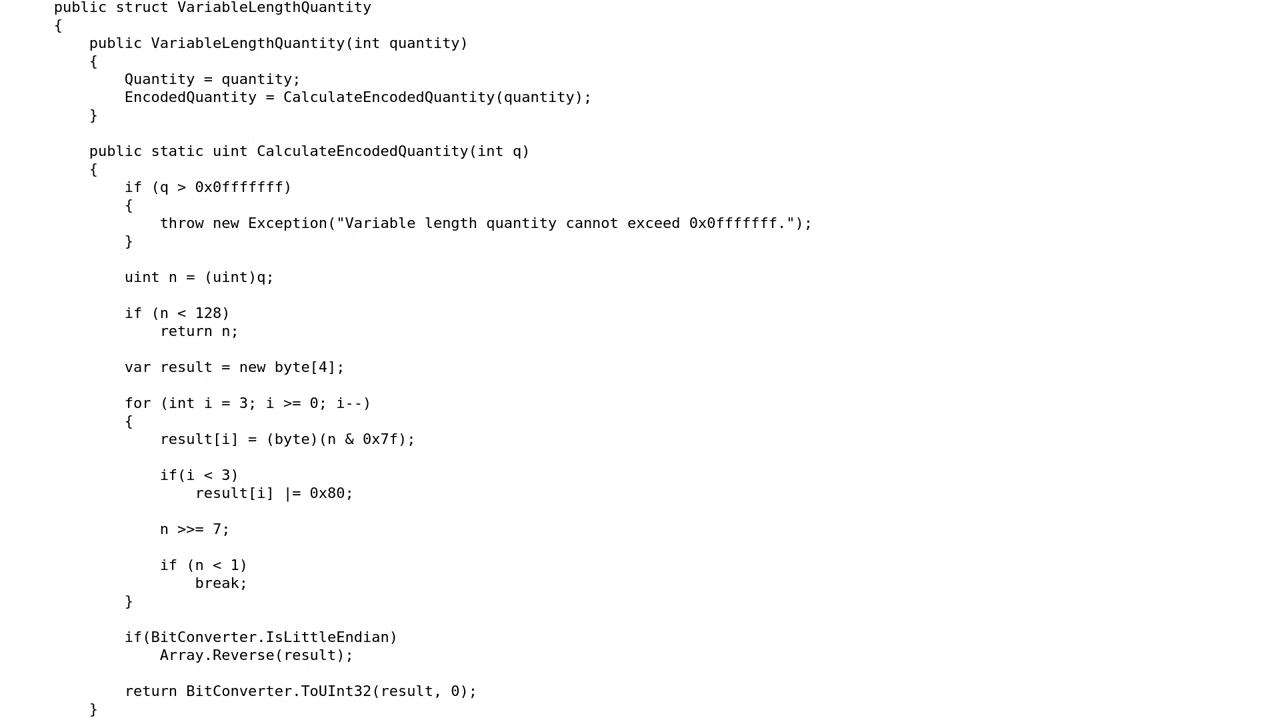 public struct VariableLengthQuantity
{
    public VariableLengthQuantity(int quantity)
    {
        Quantity = quantity;
        EncodedQuantity = CalculateEncodedQuantity(quantity);
    }

    public static uint CalculateEncodedQuantity(int q)
    {
        if (q > 0x0fffffff)
        {
            throw new Exception("Variable length quantity cannot exceed 0x0fffffff.");
        }

        uint n = (uint)q;

        if (n < 128)
            return n;

        var result = new byte[4];

        for (int i = 3; i >= 0; i--)
        {
            result[i] = (byte)(n & 0x7f);

            if(i < 3)
                result[i] |= 0x80;

            n >>= 7;

            if (n < 1)
                break;
        }

        if(BitConverter.IsLittleEndian)
            Array.Reverse(result);

        return BitConverter.ToUInt32(result, 0);
    }